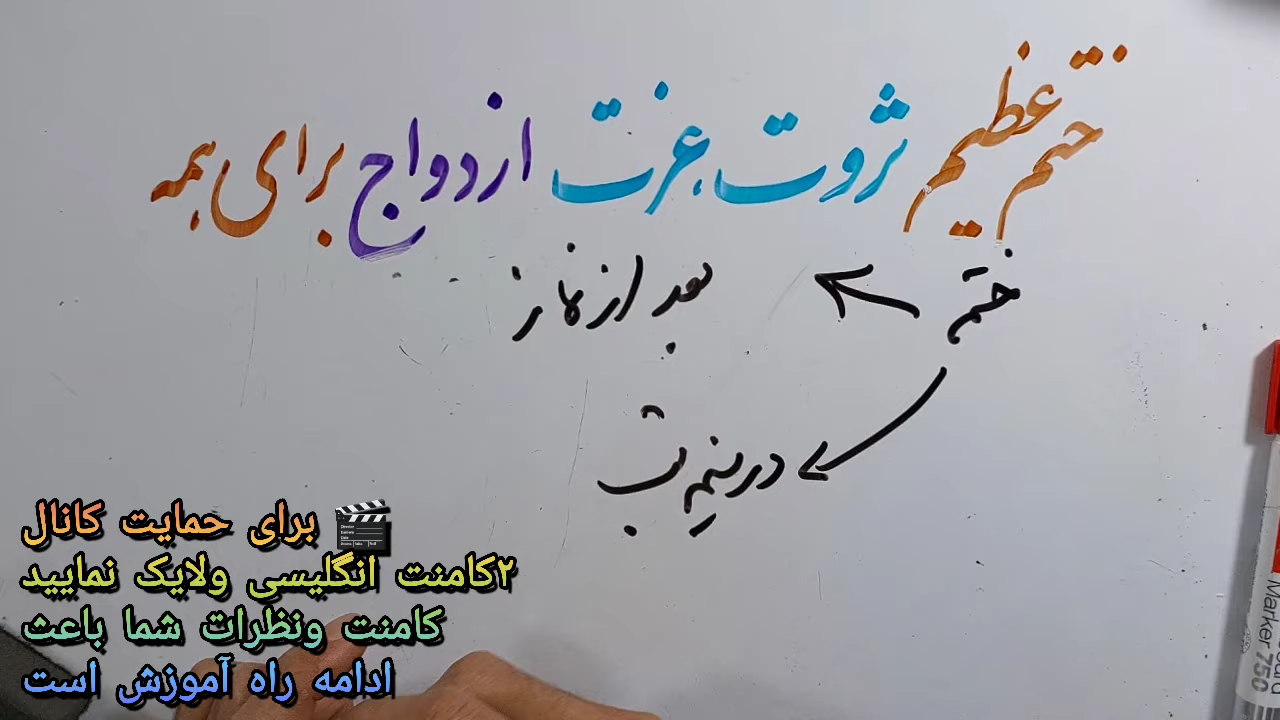 ختم عظیم ثروت، عزت ازدواج برای همه
ختم بعد از نماز
در نیم شب
🎬 برای حمایت کانال
۲کامنت انگلیسی ولایک نمایید
کامنت ونظرات شما باعث
ادامه راه آموزش است
Marker 750